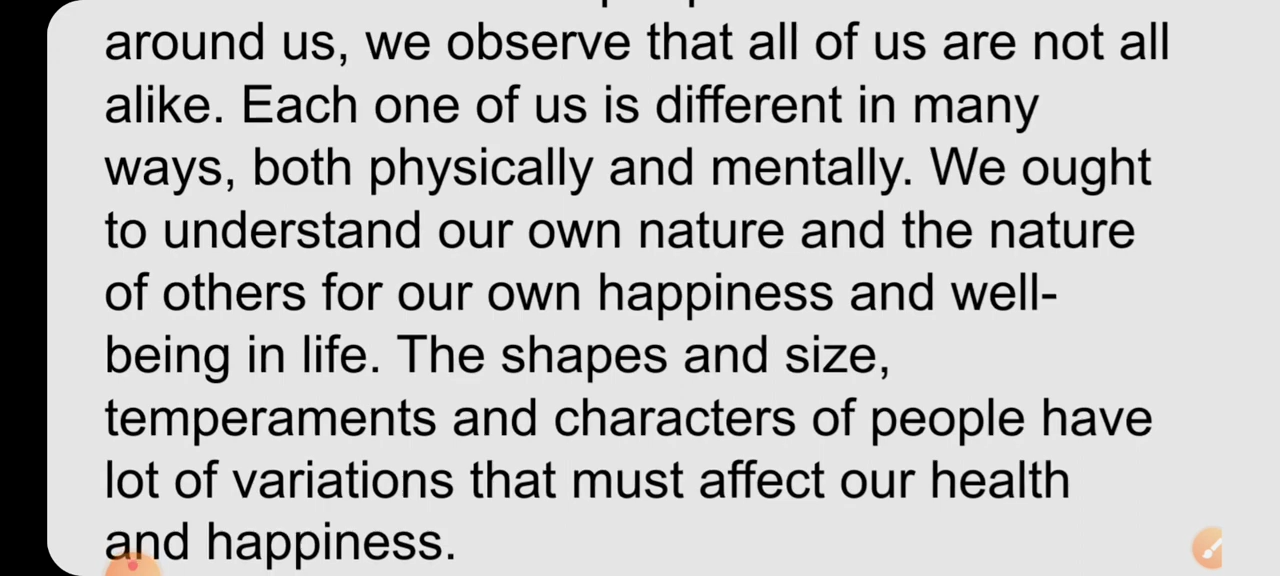 around us, we observe that all of us are not all
alike. Each one of us is different in many
ways, both physically and mentally. We ought
to understand our own nature and the nature
of others for our own happiness and well-
being in life. The shapes and size,
temperaments and characters of people have
lot of variations that must affect our health
and happiness.